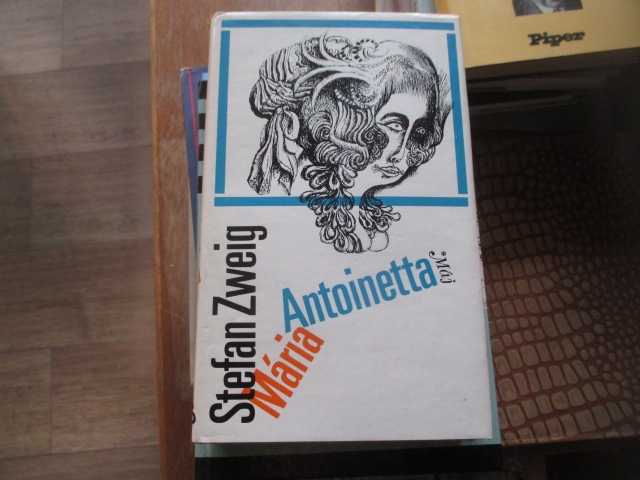 Piper
Stefan Zweig
Mária
Antoinetta
*Máj